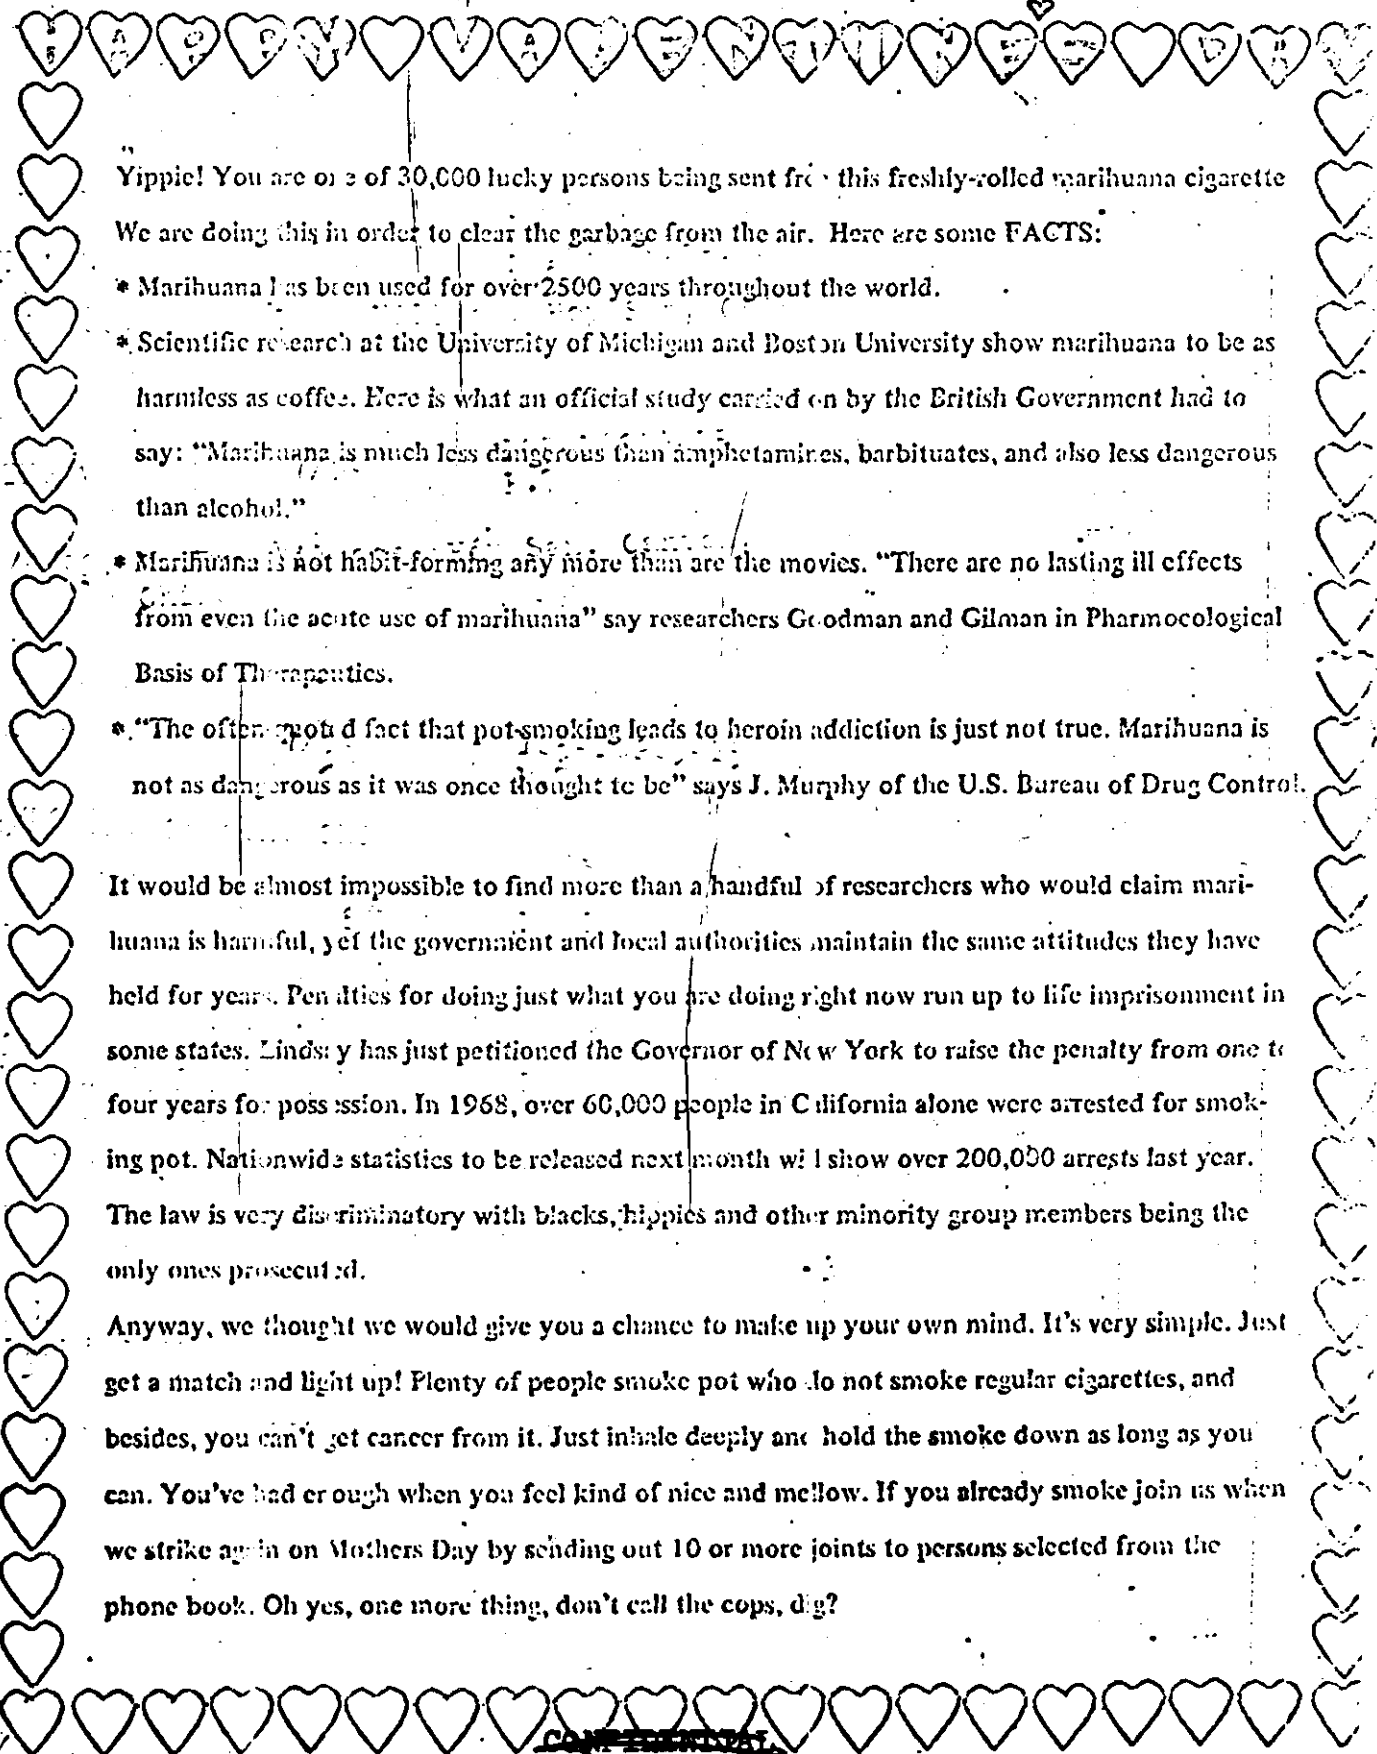 HAPPY VALENTINES DAY
Yippie! You are one of 30,000 lucky persons being sent free this freshly-rolled marihuana cigarette
We are doing this in order to clear the garbage from the air. Here are some FACTS:
* Marihuana has been used for over 2500 years throughout the world.
* Scientific research at the University of Michigan and Boston University show marihuana to be as
harmless as coffee. Here is what an official study carried on by the British Government had to
say: “Marihuana is much less dangerous than amphetamines, barbituates, and also less dangerous
than alcohol.”
* Marihuana is not habit-forming any more than are the movies. “There are no lasting ill effects
from even the acute use of marihuana” say researchers Goodman and Gilman in Pharmocological
Basis of Therapeutics.
* “The often quoted fact that pot-smoking leads to heroin addiction is just not true. Marihuana is
not as dangerous as it was once thought to be” says J. Murphy of the U.S. Bureau of Drug Control.
It would be almost impossible to find more than a handful of researchers who would claim mari-
huana is harmful, yet the government and local authorities maintain the same attitudes they have
held for years. Penalties for doing just what you are doing right now run up to life imprisonment in
some states. Lindsay has just petitioned the Governor of New York to raise the penalty from one to
four years for possession. In 1968, over 60,000 people in California alone were arrested for smok-
ing pot. Nationwide statistics to be released next month will show over 200,000 arrests last year.
The law is very discriminatory with blacks, hippies and other minority group members being the
only ones prosecuted.
Anyway, we thought we would give you a chance to make up your own mind. It's very simple. Just
get a match and light up! Plenty of people smoke pot who do not smoke regular cigarettes, and
besides, you can't get cancer from it. Just inhale deeply and hold the smoke down as long as you
can. You've had enough when you feel kind of nice and mellow. If you already smoke join us when
we strike again on Mothers Day by sending out 10 or more joints to persons selected from the
phone book. Oh yes, one more thing, don't call the cops, dig?
CONFIDENTIAL